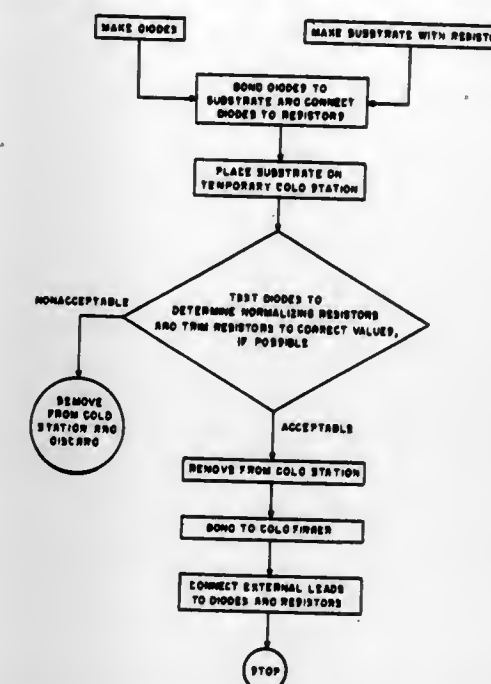 MAKE DIODES
MAKE SUBSTRATE WITH RESISTO
BOND DIODES TO
SUBSTRATE AND CONNECT
DIODES TO RESISTORS
PLACE SUBSTRATE ON
TEMPORARY COLD STATION
NONACCEPTABLE
TEST DIODES TO
DETERMINE NORMALIZING RESISTORS
AND TRIM RESISTORS TO CORRECT VALUES,
IF POSSIBLE
REMOVE
FROM COLD
STATION AND
DISCARD
ACCEPTABLE
REMOVE FROM COLD STATION
BOND TO COLD FINGER
CONNECT EXTERNAL LEADS
TO DIODES AND RESISTORS
STOP